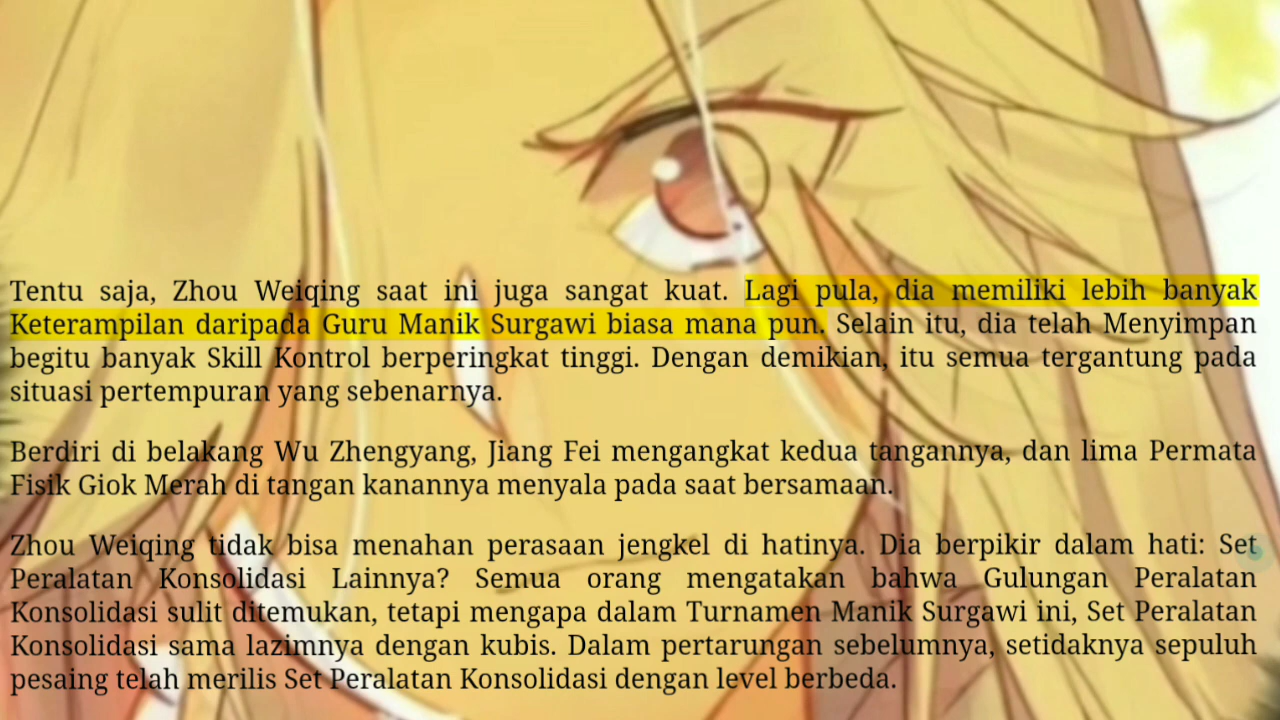 Tentu saja, Zhou Weiqing saat ini juga sangat kuat. Lagi pula, dia memiliki lebih banyak
Keterampilan daripada Guru Manik Surgawi biasa mana pun. Selain itu, dia telah Menyimpan
begitu banyak Skill Kontrol berperingkat tinggi. Dengan demikian, itu semua tergantung pada
situasi pertempuran yang sebenarnya.
Berdiri di belakang Wu Zhengyang, Jiang Fei mengangkat kedua tangannya, dan lima Permata
Fisik Giok Merah di tangan kanannya menyala pada saat bersamaan.
Zhou Weiqing tidak bisa menahan perasaan jengkel di hatinya. Dia berpikir dalam hati: Set
Peralatan Konsolidasi Lainnya? Semua orang mengatakan bahwa Gulungan Peralatan
Konsolidasi sulit ditemukan, tetapi mengapa dalam Turnamen Manik Surgawi ini, Set Peralatan
Konsolidasi sama lazimnya dengan kubis. Dalam pertarungan sebelumnya, setidaknya sepuluh
pesaing telah merilis Set Peralatan Konsolidasi dengan level berbeda.